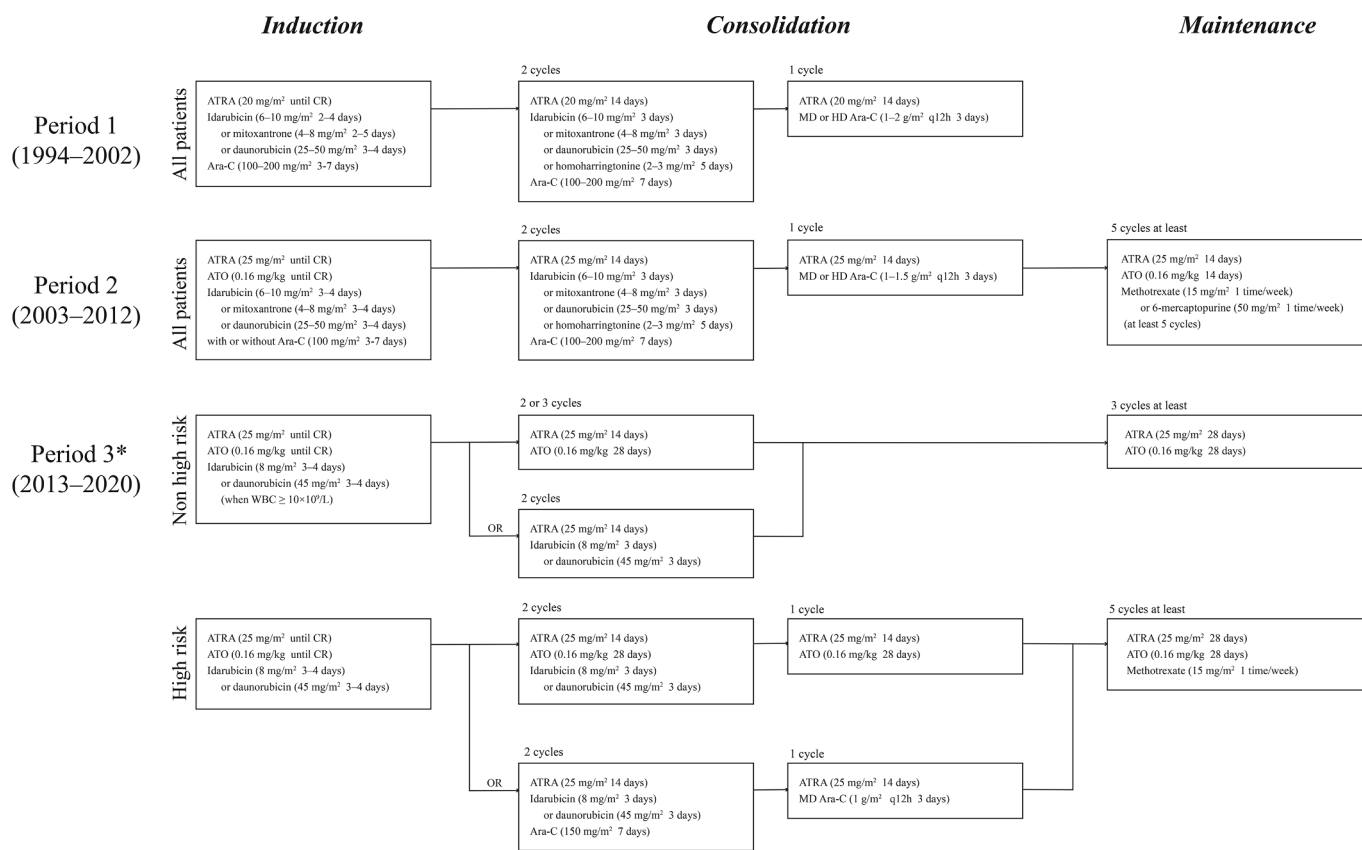 Induction
Consolidation
Maintenance
Period 1
(1994–2002)
All patients
ATRA (20 mg/m² until CR)
Idarubicin (6–10 mg/m² 2–4 days)
or mitoxantrone (4–8 mg/m² 2–5 days)
or daunorubicin (25–50 mg/m² 3–4 days)
Ara-C (100–200 mg/m² 3-7 days)
2 cycles
ATRA (20 mg/m² 14 days)
Idarubicin (6–10 mg/m² 3 days)
or mitoxantrone (4–8 mg/m² 3 days)
or daunorubicin (25–50 mg/m² 3 days)
or homoharringtonine (2–3 mg/m² 5 days)
Ara-C (100–200 mg/m² 7 days)
1 cycle
ATRA (20 mg/m² 14 days)
MD or HD Ara-C (1–2 g/m² q12h 3 days)
Period 2
(2003–2012)
All patients
ATRA (25 mg/m² until CR)
ATO (0.16 mg/kg until CR)
Idarubicin (6–10 mg/m² 3–4 days)
or mitoxantrone (4–8 mg/m² 3–4 days)
or daunorubicin (25–50 mg/m² 3–4 days)
with or without Ara-C (100 mg/m² 3-7 days)
2 cycles
ATRA (25 mg/m² 14 days)
Idarubicin (6–10 mg/m² 3 days)
or mitoxantrone (4–8 mg/m² 3 days)
or daunorubicin (25–50 mg/m² 3 days)
or homoharringtonine (2–3 mg/m² 5 days)
Ara-C (100–200 mg/m² 7 days)
1 cycle
ATRA (25 mg/m² 14 days)
MD or HD Ara-C (1–1.5 g/m² q12h 3 days)
5 cycles at least
ATRA (25 mg/m² 14 days)
ATO (0.16 mg/kg 14 days)
Methotrexate (15 mg/m² 1 time/week)
or 6-mercaptopurine (50 mg/m² 1 time/week)
(at least 5 cycles)
Period 3*
(2013–2020)
Non high risk
ATRA (25 mg/m² until CR)
ATO (0.16 mg/kg until CR)
Idarubicin (8 mg/m² 3–4 days)
or daunorubicin (45 mg/m² 3–4 days)
(when WBC ≥ 10×10⁹/L)
2 or 3 cycles
ATRA (25 mg/m² 14 days)
ATO (0.16 mg/kg 28 days)
OR
2 cycles
ATRA (25 mg/m² 14 days)
Idarubicin (8 mg/m² 3 days)
or daunorubicin (45 mg/m² 3 days)
3 cycles at least
ATRA (25 mg/m² 28 days)
ATO (0.16 mg/kg 28 days)
High risk
ATRA (25 mg/m² until CR)
ATO (0.16 mg/kg until CR)
Idarubicin (8 mg/m² 3–4 days)
or daunorubicin (45 mg/m² 3–4 days)
2 cycles
ATRA (25 mg/m² 14 days)
ATO (0.16 mg/kg 28 days)
Idarubicin (8 mg/m² 3 days)
or daunorubicin (45 mg/m² 3 days)
1 cycle
ATRA (25 mg/m² 14 days)
ATO (0.16 mg/kg 28 days)
5 cycles at least
ATRA (25 mg/m² 28 days)
ATO (0.16 mg/kg 28 days)
Methotrexate (15 mg/m² 1 time/week)
OR
2 cycles
ATRA (25 mg/m² 14 days)
Idarubicin (8 mg/m² 3 days)
or daunorubicin (45 mg/m² 3 days)
Ara-C (150 mg/m² 7 days)
1 cycle
ATRA (25 mg/m² 14 days)
MD Ara-C (1 g/m² q12h 3 days)